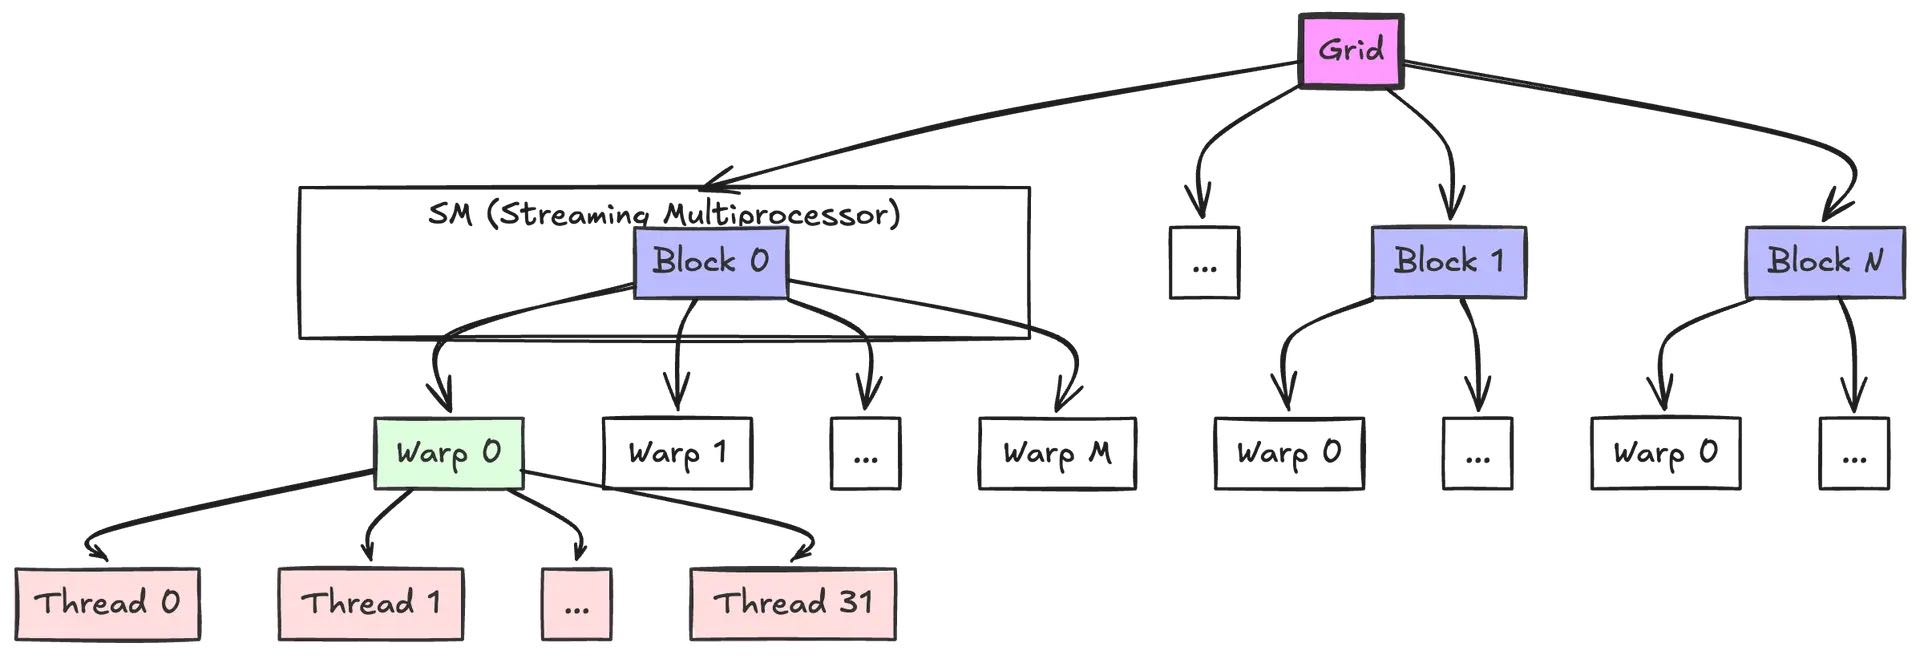 Grid
SM (Streaming Multiprocessor)
Block 0
...
Block 1
Block N
Warp 0
Warp 1
...
Warp M
Warp 0
...
Warp 0
...
Thread 0
Thread 1
...
Thread 31